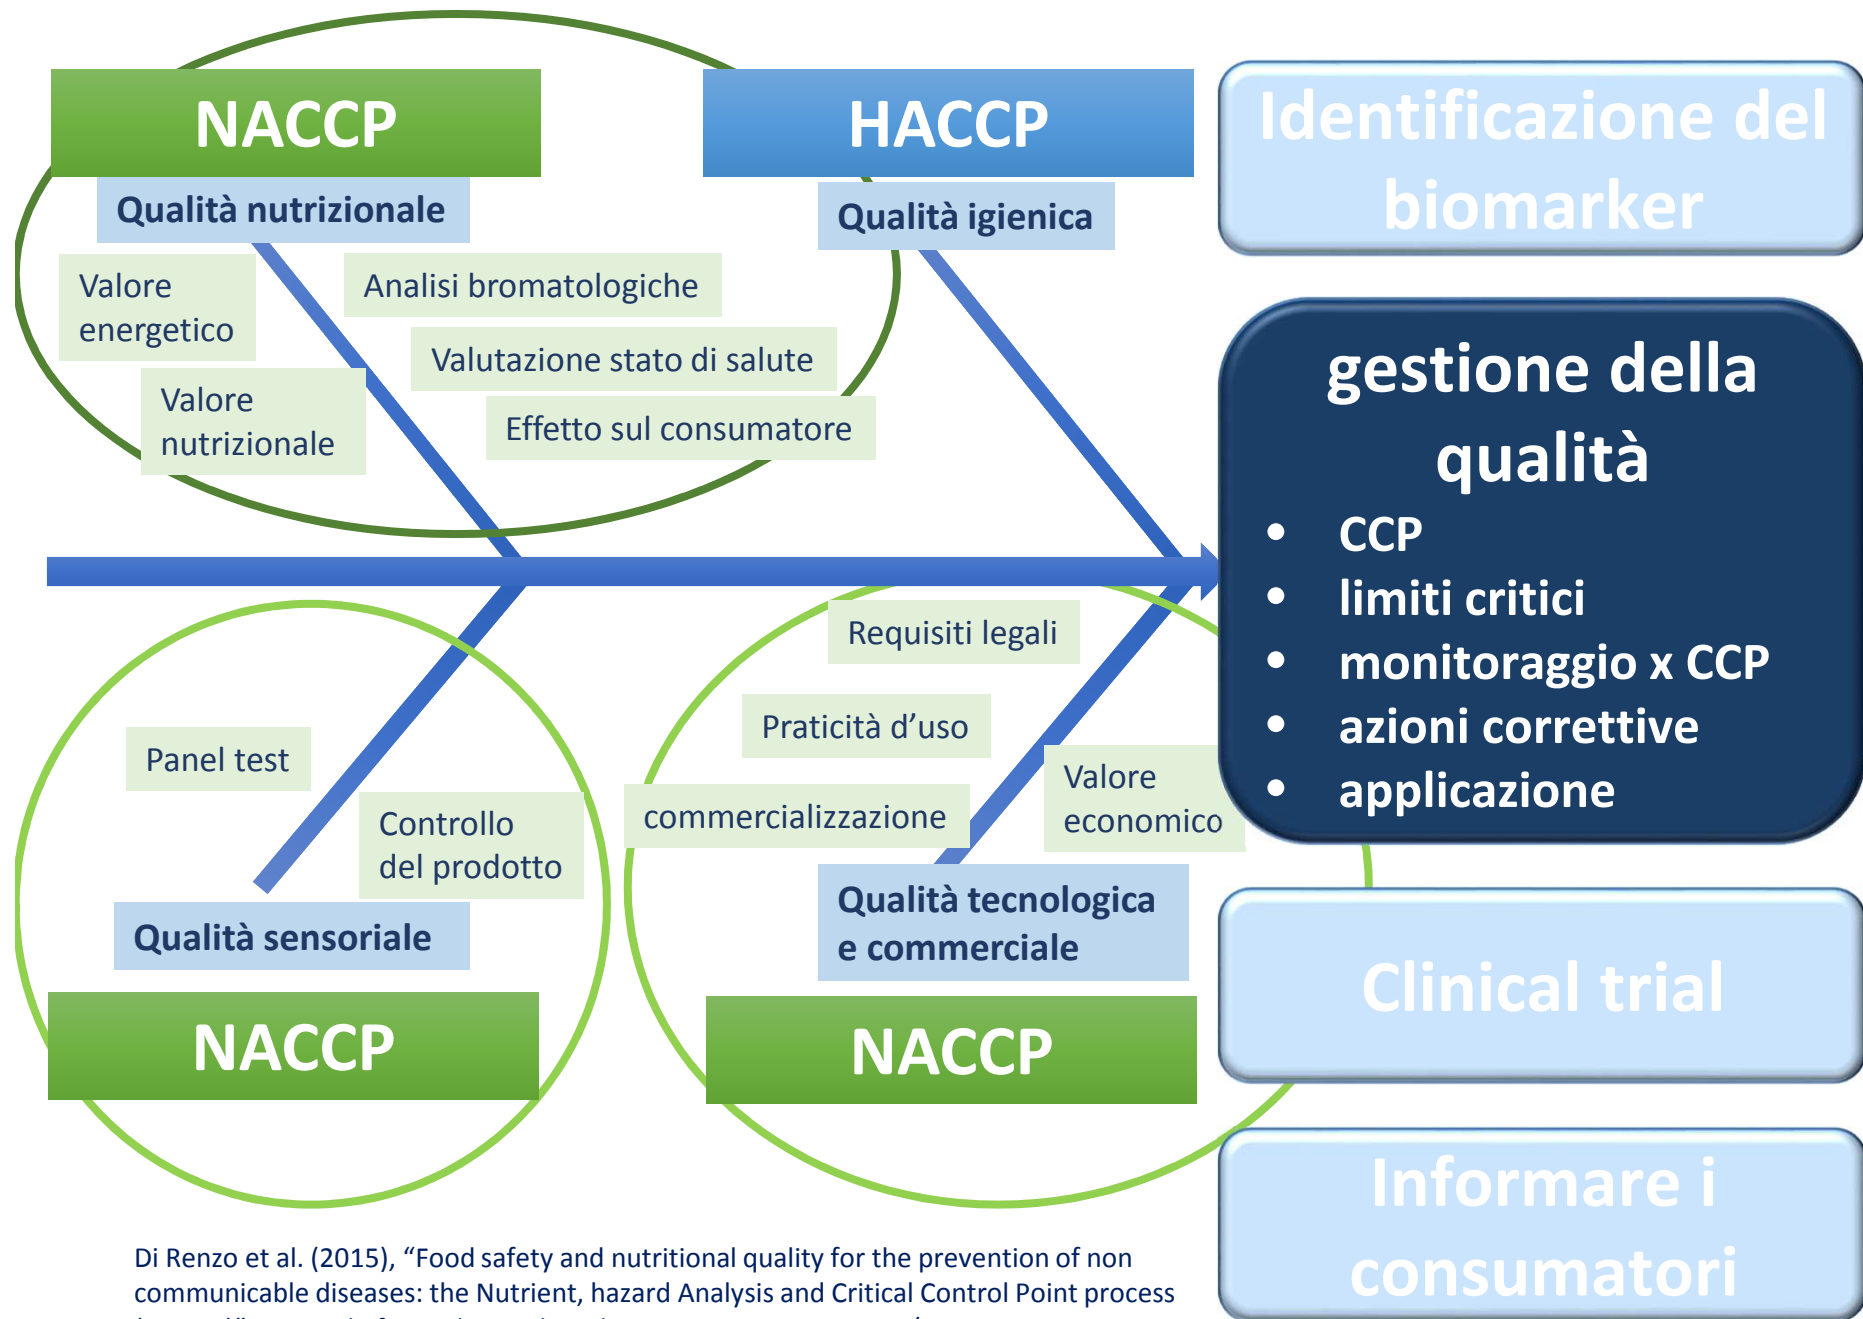 NACCP
HACCP
Qualità nutrizionale
Qualità igienica
Valore
energetico
Analisi bromatologiche
Valutazione stato di salute
Valore
nutrizionale
Effetto sul consumatore
Requisiti legali
Praticità d’uso
Panel test
Valore
economico
commercializzazione
Controllo
del prodotto
Qualità sensoriale
Qualità tecnologica
e commerciale
NACCP
NACCP
Identificazione del
biomarker
gestione della
qualità
• CCP
• limiti critici
• monitoraggio x CCP
• azioni correttive
• applicazione
Clinical trial
Informare i
consumatori
Di Renzo et al. (2015), “Food safety and nutritional quality for the prevention of non
communicable diseases: the Nutrient, hazard Analysis and Critical Control Point process